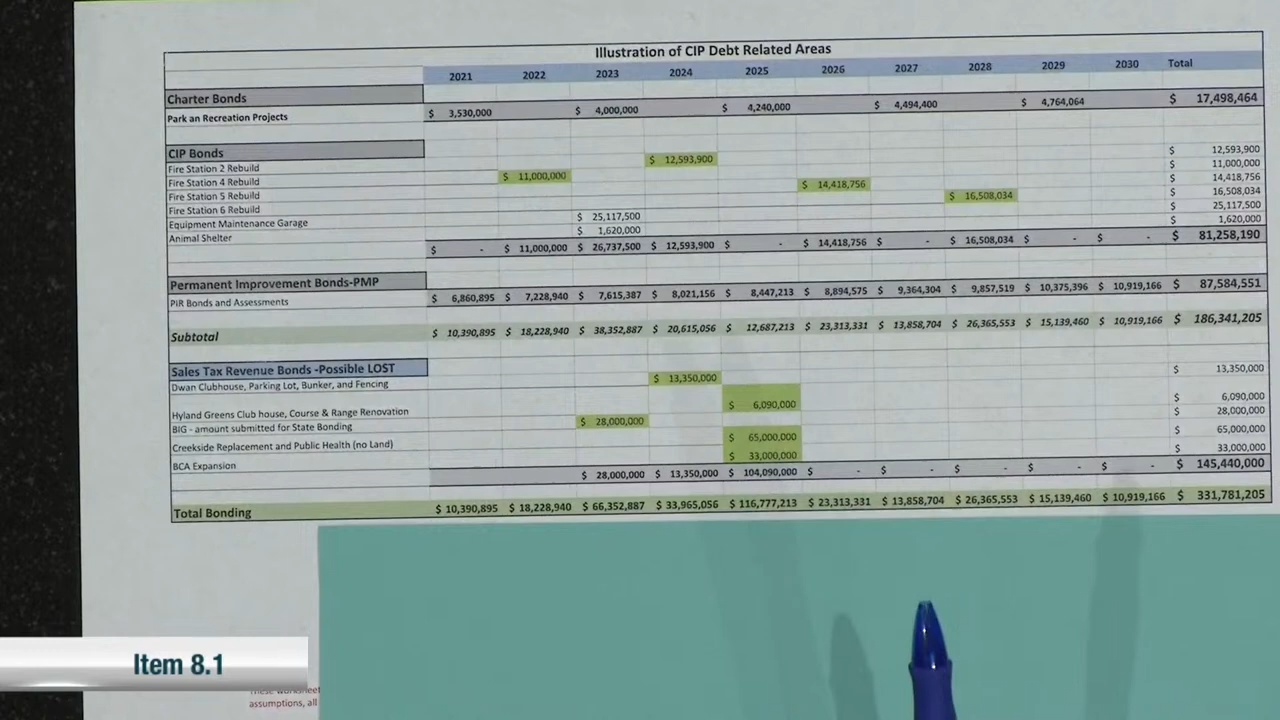 Illustration of CIP Debt Related Areas
2021 2022 2023 2024 2025 2026 2027 2028 2029 2030 Total
Charter Bonds
Park an Recreation Projects $ 3,530,000 $ 4,000,000 $ 4,240,000 $ 4,494,400 $ 4,764,064 $ 17,498,464
CIP Bonds
Fire Station 2 Rebuild $ 12,593,900 $ 12,593,900
Fire Station 4 Rebuild $ 11,000,000 $ 11,000,000
Fire Station 5 Rebuild $ 14,418,756 $ 14,418,756
Fire Station 6 Rebuild $ 16,508,034 $ 16,508,034
Equipment Maintenance Garage $ 25,117,500 $ 25,117,500
Animal Shelter $ 1,620,000 $ 1,620,000
$ - $ 11,000,000 $ 26,737,500 $ 12,593,900 $ - $ 14,418,756 $ - $ 16,508,034 $ - $ - $ 81,258,190
Permanent Improvement Bonds-PMP
PIR Bonds and Assessments $ 6,860,895 $ 7,228,940 $ 7,615,387 $ 8,021,156 $ 8,447,213 $ 8,894,575 $ 9,364,304 $ 9,857,519 $ 10,375,396 $ 10,919,166 $ 87,584,551
Subtotal $ 10,390,895 $ 18,228,940 $ 38,352,887 $ 20,615,056 $ 12,687,213 $ 23,313,331 $ 13,858,704 $ 26,365,553 $ 15,139,460 $ 10,919,166 $ 186,341,205
Sales Tax Revenue Bonds -Possible LOST
Dwan Clubhouse, Parking Lot, Bunker, and Fencing $ 13,350,000 $ 13,350,000
Hyland Greens Club house, Course & Range Renovation $ 6,090,000 $ 6,090,000
BIG - amount submitted for State Bonding $ 28,000,000 $ 28,000,000
Creekside Replacement and Public Health (no Land) $ 65,000,000 $ 65,000,000
BCA Expansion $ 33,000,000 $ 33,000,000
$ 28,000,000 $ 13,350,000 $ 104,090,000 $ - $ - $ - $ - $ - $ 145,440,000
Total Bonding $ 10,390,895 $ 18,228,940 $ 66,352,887 $ 33,965,056 $ 116,777,213 $ 23,313,331 $ 13,858,704 $ 26,365,553 $ 15,139,460 $ 10,919,166 $ 331,781,205
Item 8.1
assumptions, all